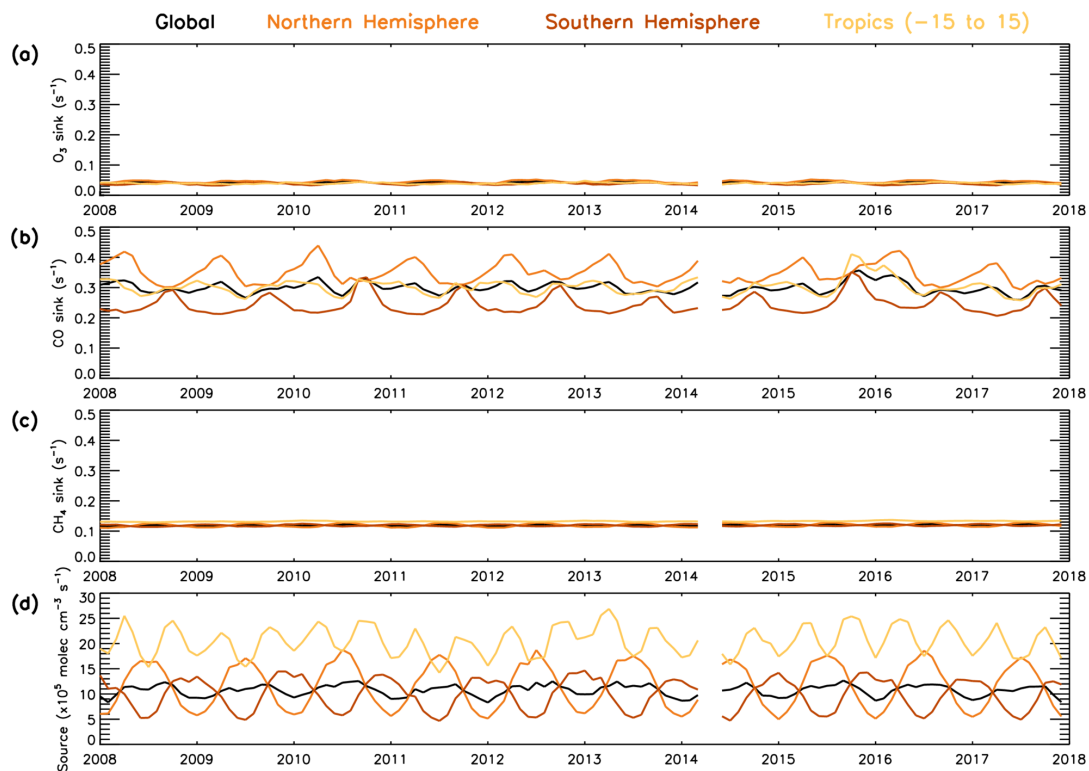 Global Northern Hemisphere Southern Hemisphere Tropics (−15 to 15)
(a)
O₃ sink (s⁻¹)
0.5
0.4
0.3
0.2
0.1
0.0
2008 2009 2010 2011 2012 2013 2014 2015 2016 2017 2018
(b)
CO sink (s⁻¹)
0.5
0.4
0.3
0.2
0.1
0.0
2008 2009 2010 2011 2012 2013 2014 2015 2016 2017 2018
(c)
CH₄ sink (s⁻¹)
0.5
0.4
0.3
0.2
0.1
0.0
2008 2009 2010 2011 2012 2013 2014 2015 2016 2017 2018
(d)
Source (x10⁵ molec cm⁻³ s⁻¹)
30
25
20
15
10
5
0
2008 2009 2010 2011 2012 2013 2014 2015 2016 2017 2018